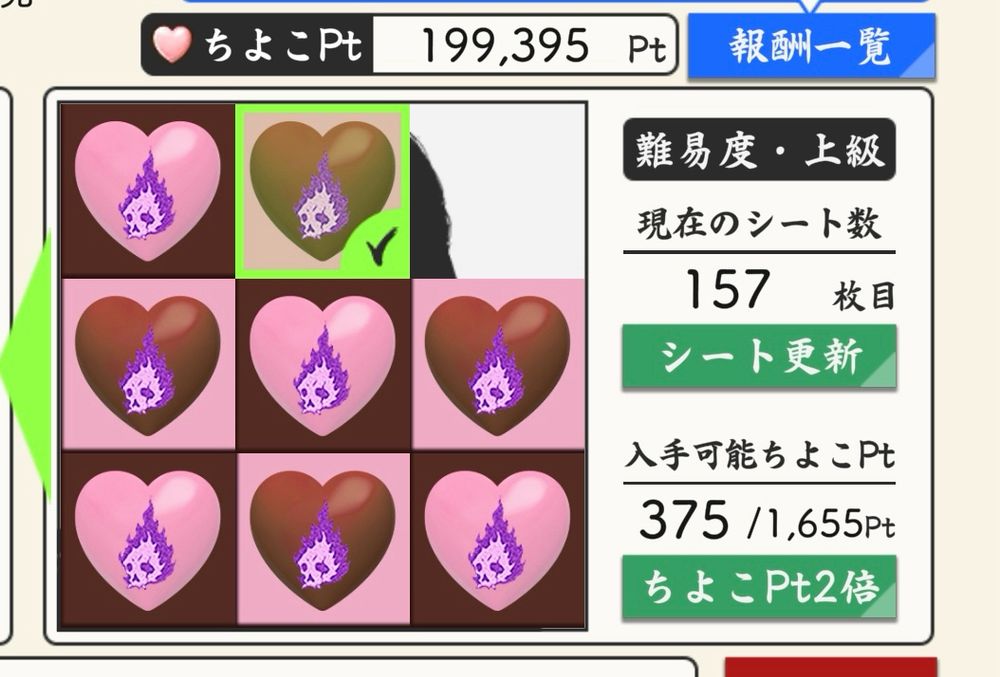 ちよこPt 199,395 Pt
報酬一覧
難易度・上級
現在のシート数
157 枚目
シート更新
入手可能ちよこPt
375 /1,655Pt
ちよこPt2倍